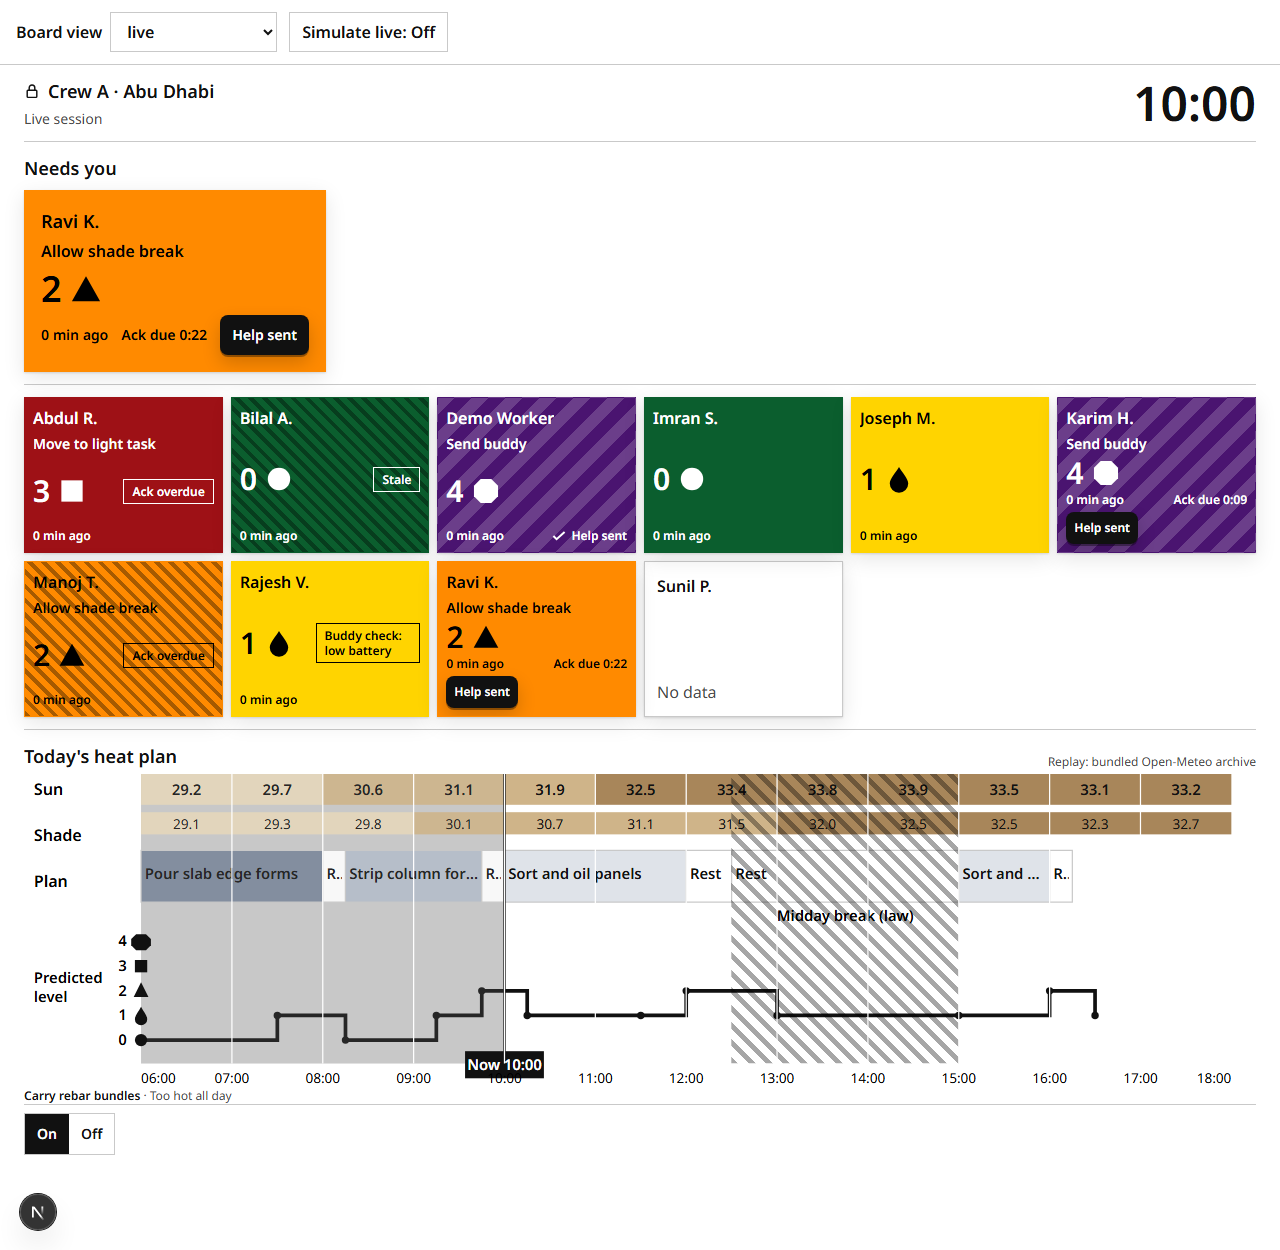 Board view live Simulate live: Off
Crew A · Abu Dhabi
Live session
10:00
Needs you
Ravi K.
Allow shade break
2
0 min ago Ack due 0:22 Help sent
Abdul R.
Move to light task
3 Ack overdue
0 min ago
Bilal A.
0 Stale
0 min ago
Demo Worker
Send buddy
4
0 min ago Help sent
Imran S.
0
0 min ago
Joseph M.
1
0 min ago
Karim H.
Send buddy
4
0 min ago Ack due 0:09
Help sent
Manoj T.
Allow shade break
2 Ack overdue
0 min ago
Rajesh V.
1 Buddy check:
low battery
0 min ago
Ravi K.
Allow shade break
2
0 min ago Ack due 0:22
Help sent
Sunil P.
No data
Today's heat plan
Replay: bundled Open-Meteo archive
Sun 29.2 29.7 30.6 31.1 31.9 32.5 33.4 33.8 33.9 33.5 33.1 33.2
Shade 29.1 29.3 29.8 30.1 30.7 31.1 31.5 32.0 32.5 32.5 32.3 32.7
Plan Pour slab edge forms R.. Strip column for... R.. Sort and oil panels Rest Rest Sort and ... R..
Midday break (law)
Predicted
level
4
3
2
1
0
Now 10:00
06:00 07:00 08:00 09:00 10:00 11:00 12:00 13:00 14:00 15:00 16:00 17:00 18:00
Carry rebar bundles · Too hot all day
On Off
N